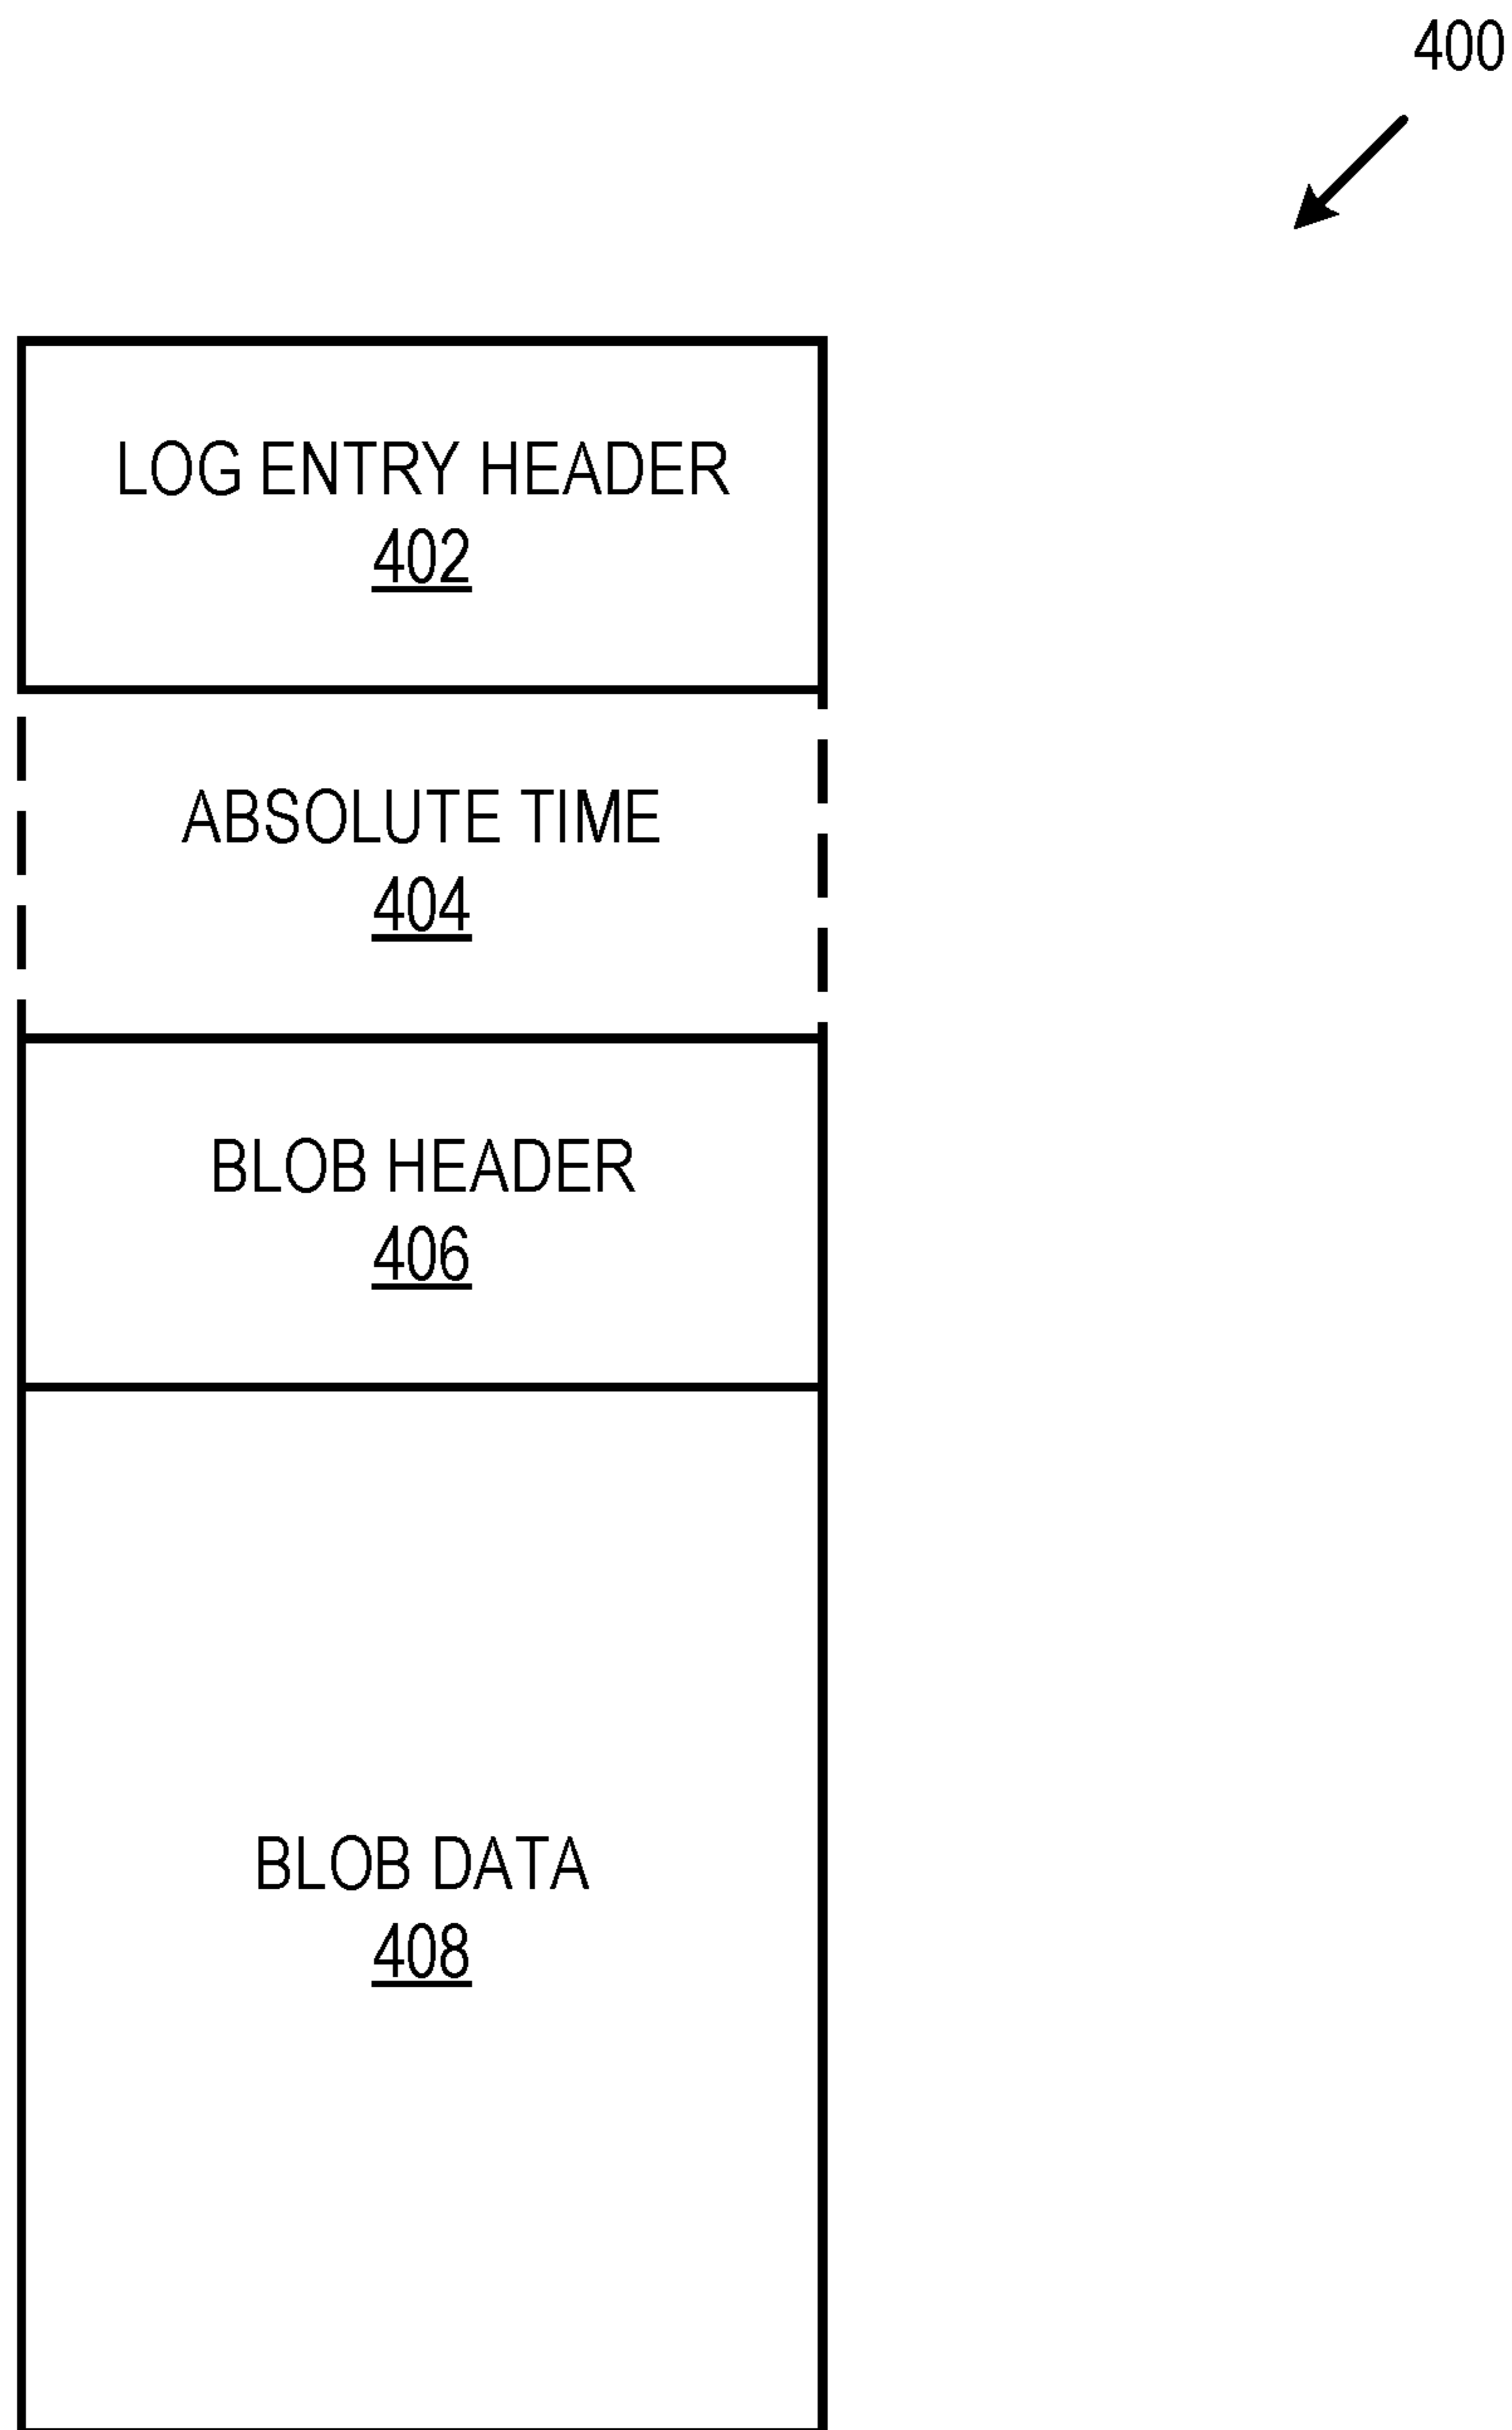 400
LOG ENTRY HEADER
402
ABSOLUTE TIME
404
BLOB HEADER
406
BLOB DATA
408